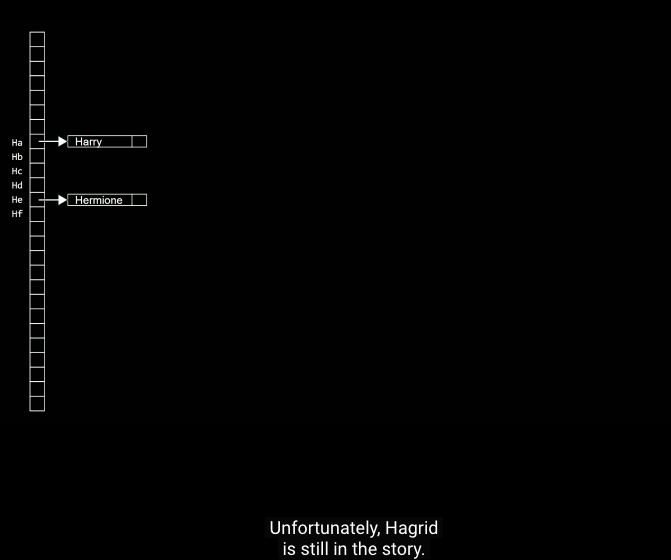 Ha Harry
Hb
Hc
Hd
He Hermione
Hf
Unfortunately, Hagrid
is still in the story.